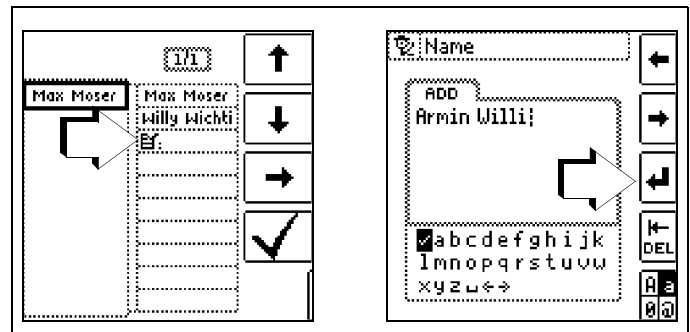 1/1
Max Moser
Max Moser
Willy Wichti
Name
ADD
Armin Willi
abcdefghijk
lmnopqrstuvw
xyz
DEL
A a
0 @